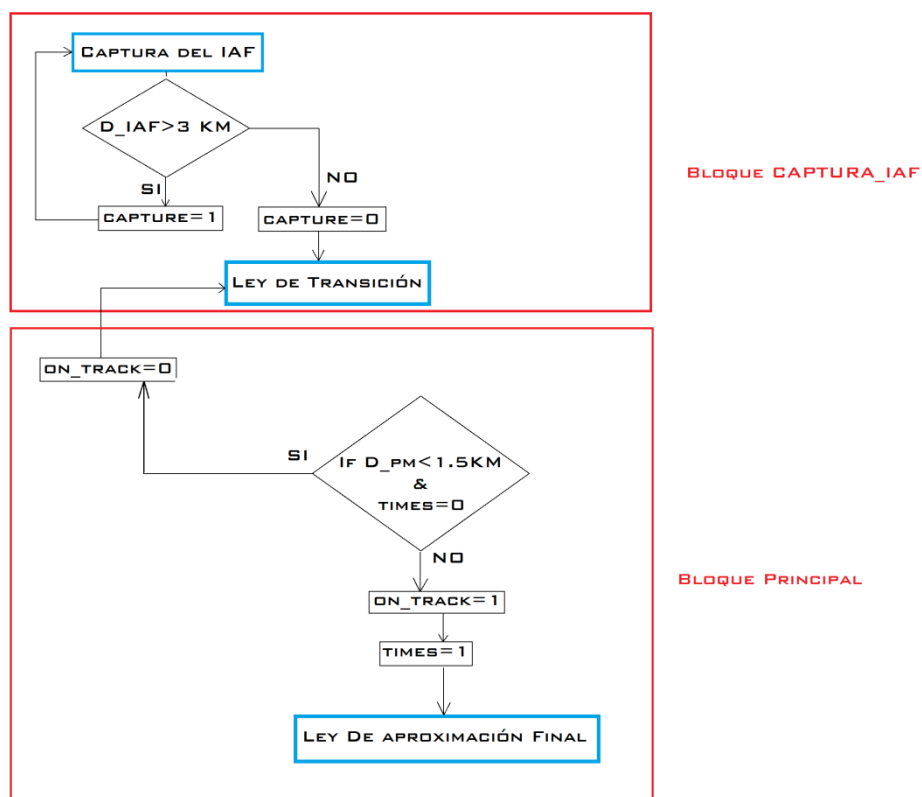 CAPTURA DEL IAF
D_IAF>3 KM
SI
NO
CAPTURE=1
CAPTURE=0
LEY DE TRANSICIÓN
BLOQUE CAPTURA_IAF
ON_TRACK=0
SI
IF D_PM<1.5KM
&
TIMES=0
NO
BLOQUE PRINCIPAL
ON_TRACK=1
TIMES=1
LEY DE APROXIMACIÓN FINAL